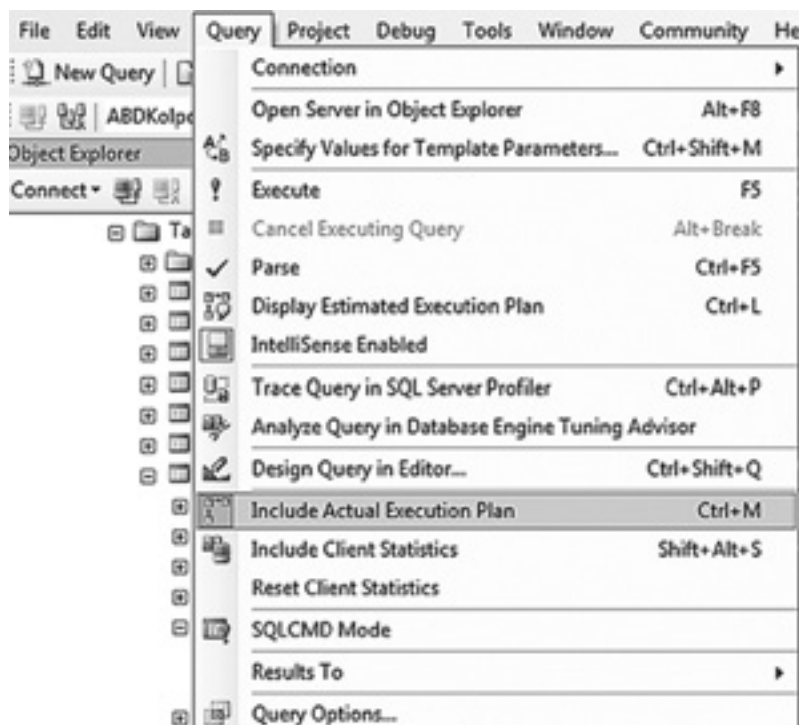 File Edit View Query Project Debug Tools Window Community He
New Query
Connection
Open Server in Object Explorer Alt+F8
ABDKolpo
Object Explorer
Specify Values for Template Parameters... Ctrl+Shift+M
Connect
Execute F5
Ta
Cancel Executing Query Alt+Break
Parse Ctrl+F5
Display Estimated Execution Plan Ctrl+L
IntelliSense Enabled
Trace Query in SQL Server Profiler Ctrl+Alt+P
Analyze Query in Database Engine Tuning Advisor
Design Query in Editor... Ctrl+Shift+Q
Include Actual Execution Plan Ctrl+M
Include Client Statistics Shift+Alt+S
Reset Client Statistics
SQLCMD Mode
Results To
Query Options...